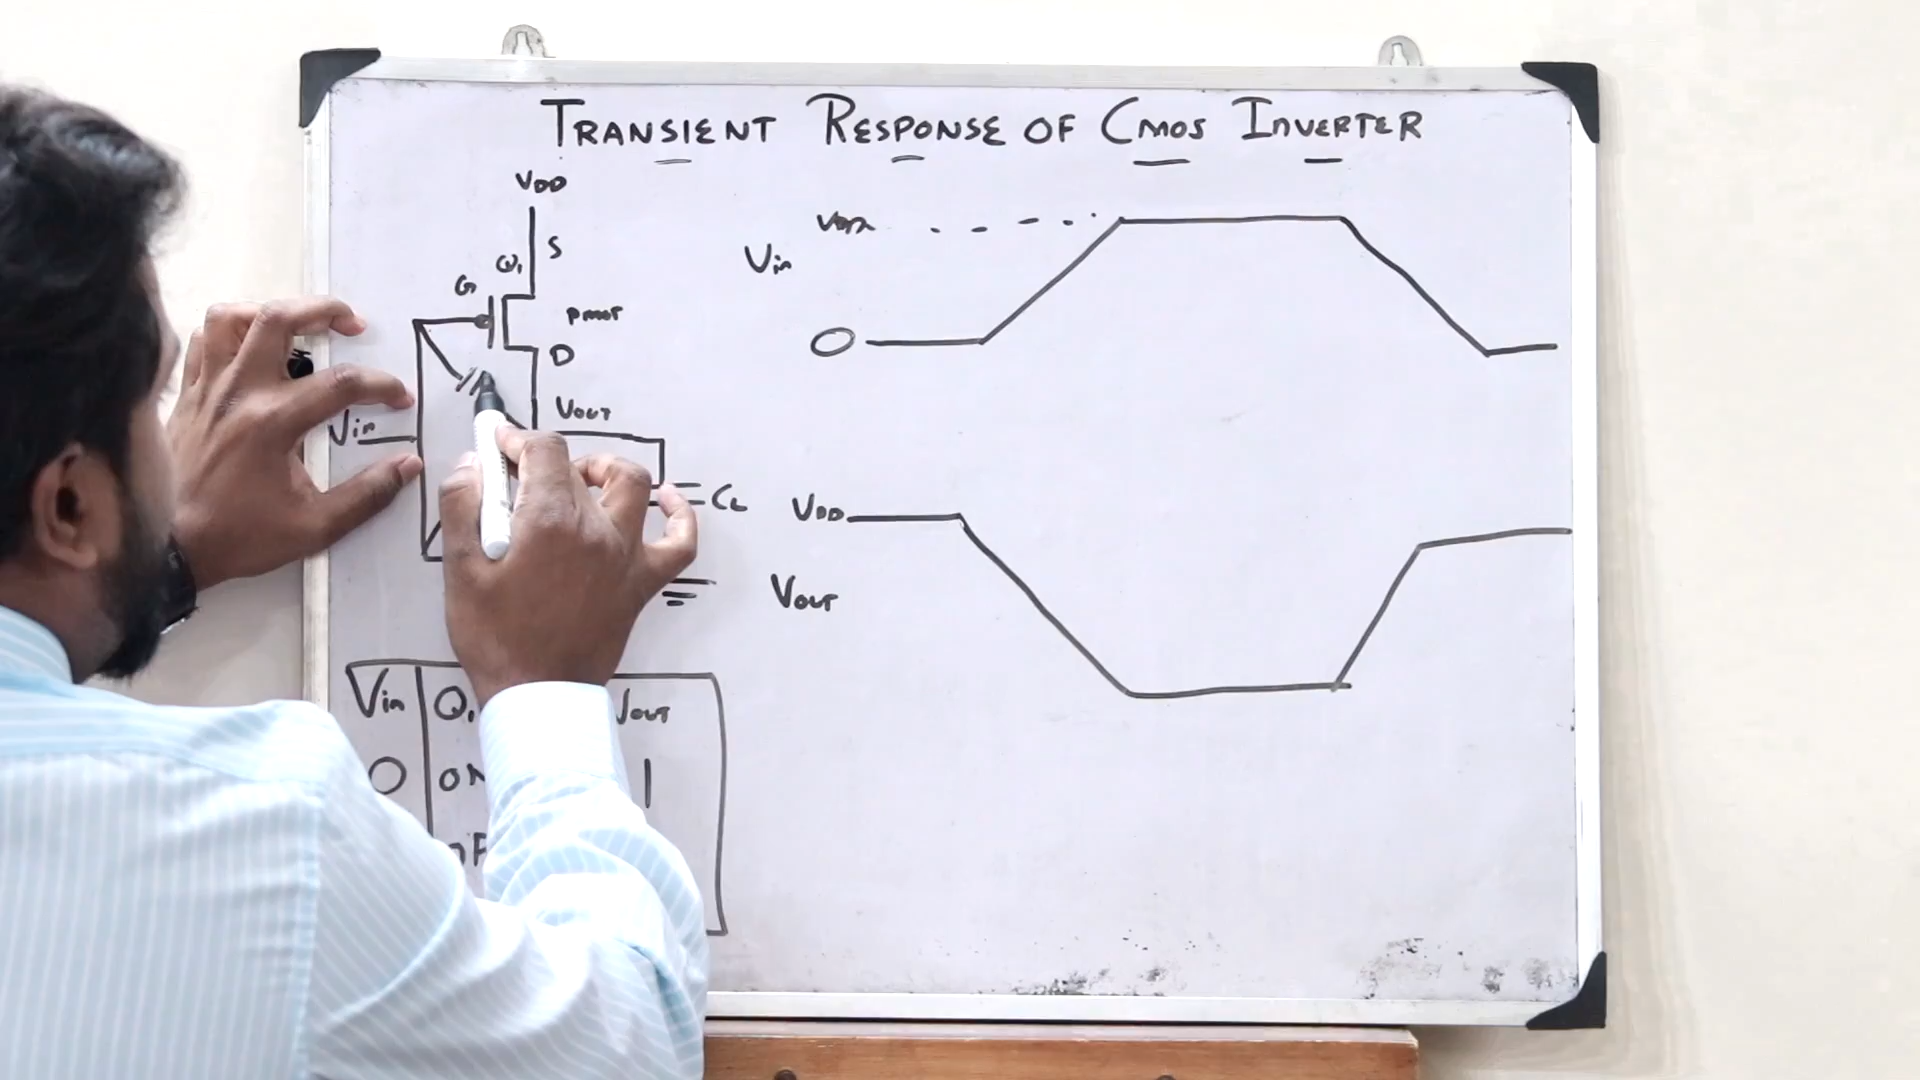 TRANSIENT RESPONSE OF CMOS INVERTER
VDD
S
Q1
G
pmos
D
VOUT
Vin
CL
Vin
0
VDD
VOUT
Vin Q1 VOUT
0 ON 1